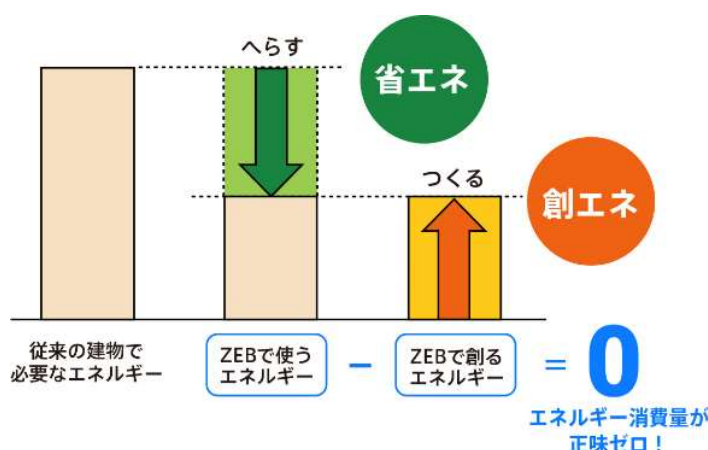 へらす
省エネ
つくる
創エネ
従来の建物で
必要なエネルギー
ZEBで使う
エネルギー
−
ZEBで創る
エネルギー
=
0
エネルギー消費量が
正味ゼロ！